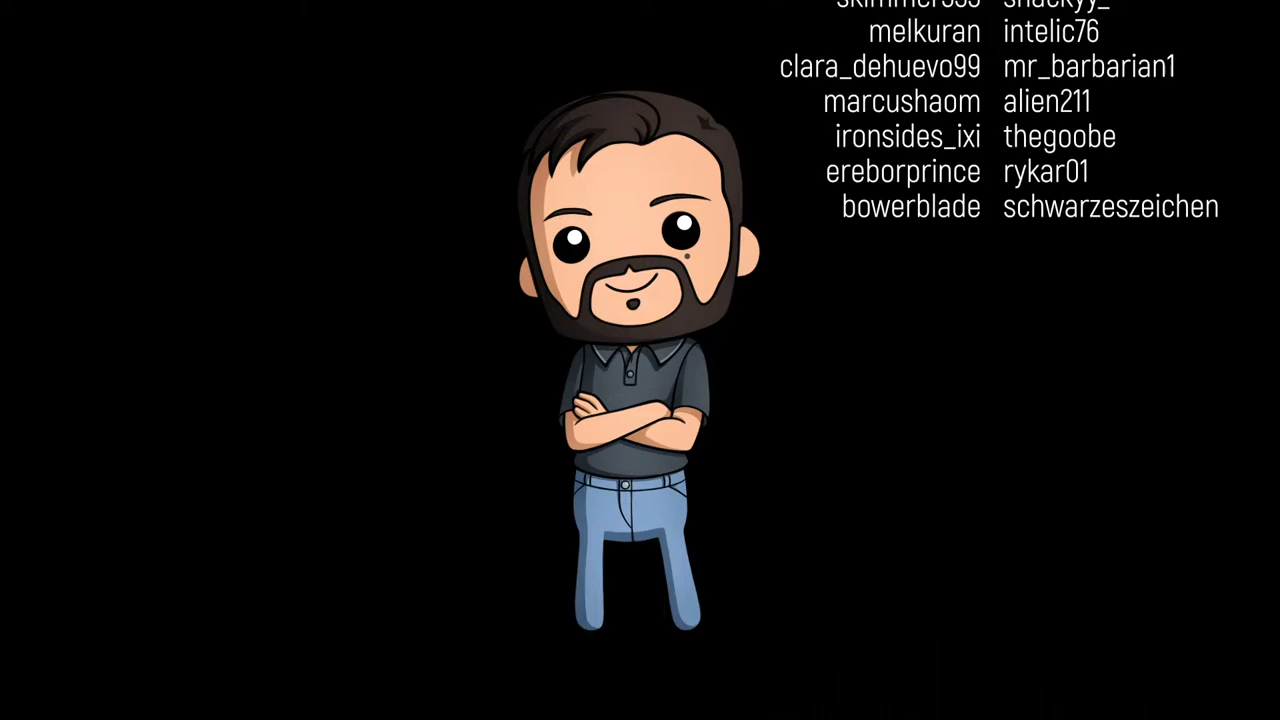 melkuran intelic76
clara_dehuevo99 mr_barbarian1
marcushaom alien211
ironsides_ixi thegoobe
ereborprince rykar01
bowerblade schwarzeszeichen